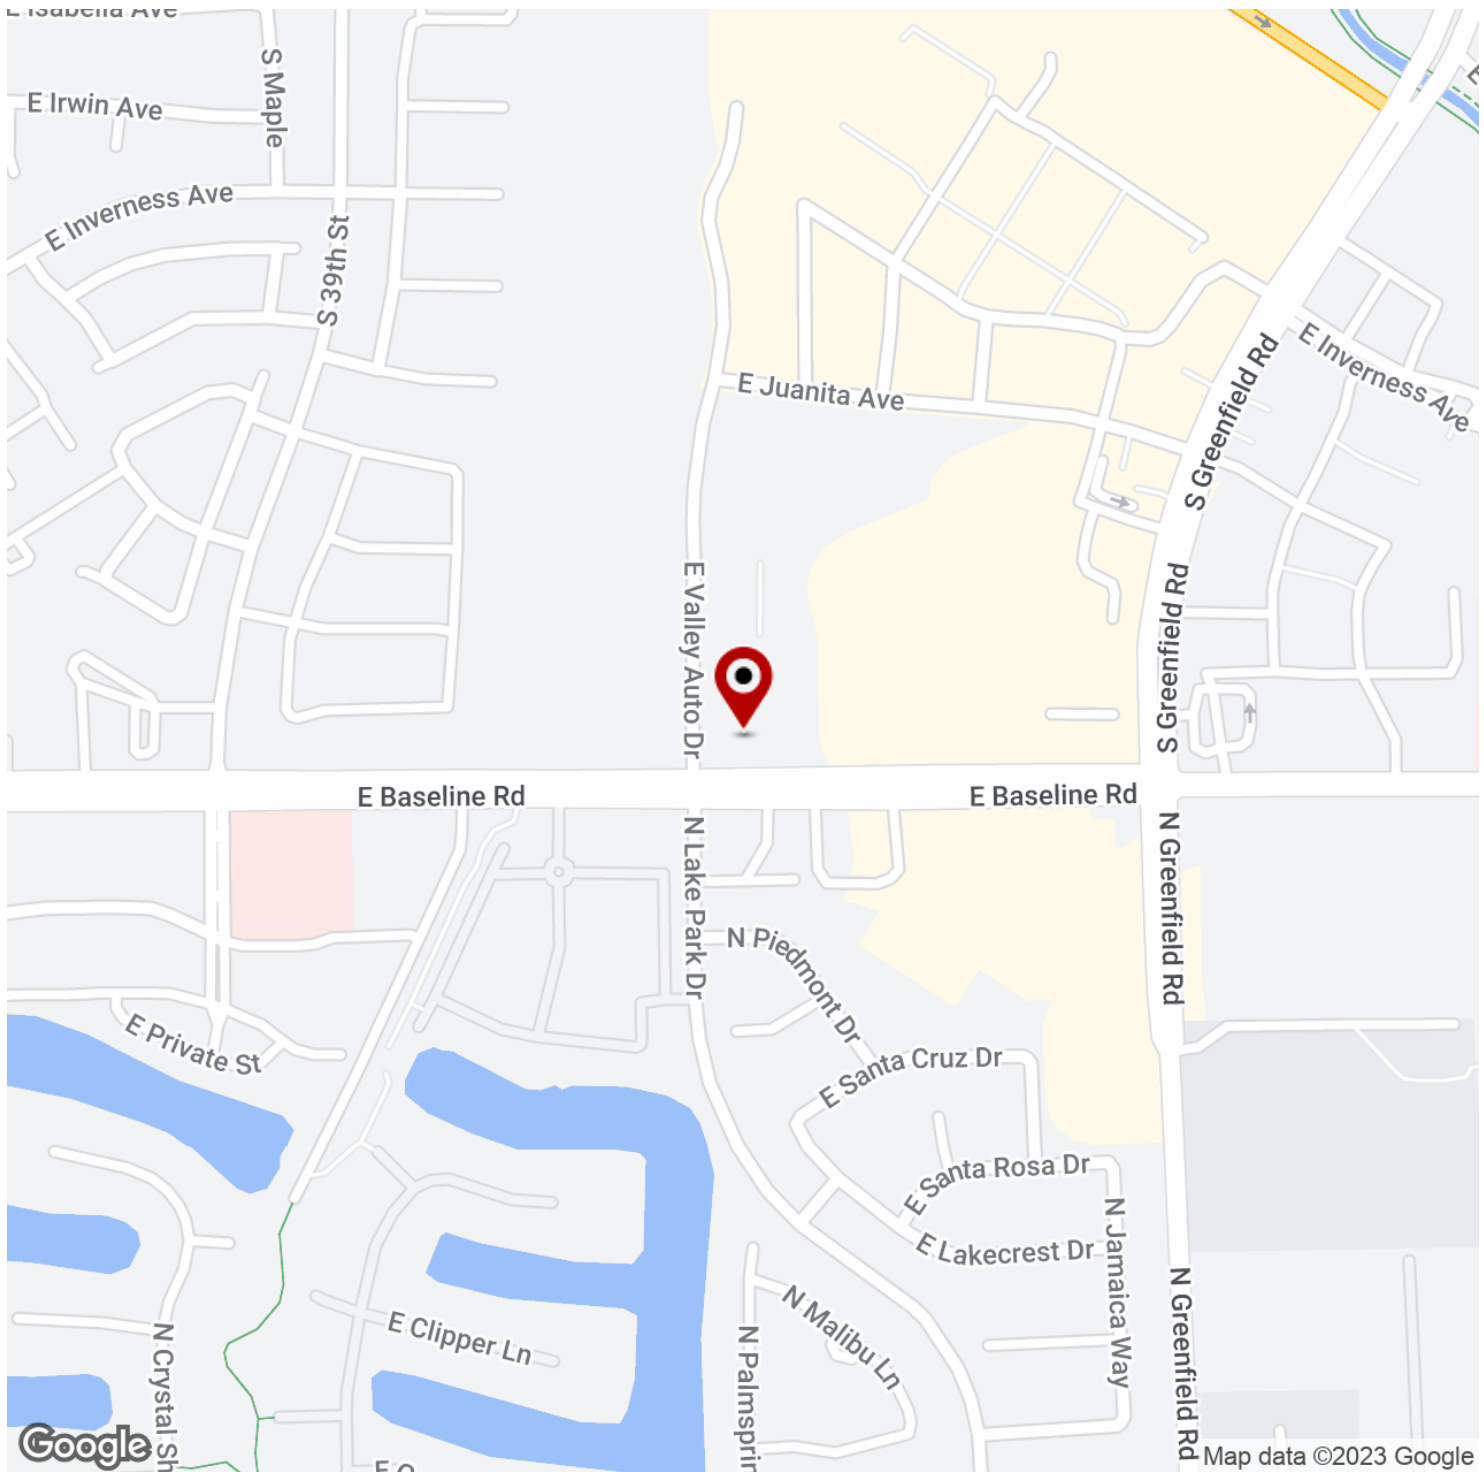 E Isabella Ave
S Maple
E Irwin Ave
E Inverness Ave
S 39th St
E Juanita Ave
S Greenfield Rd
E Inverness Ave
E Valley Auto Dr
S Greenfield Rd
E Baseline Rd
E Baseline Rd
N Lake Park Dr
N Greenfield Rd
N Piedmont Dr
E Private St
E Santa Cruz Dr
E Santa Rosa Dr
E Lakecrest Dr
N Jamaica Way
N Greenfield Rd
N Malibu Ln
E Clipper Ln
N Palmsprin
N Crystal Sh
Google
Map data ©2023 Google